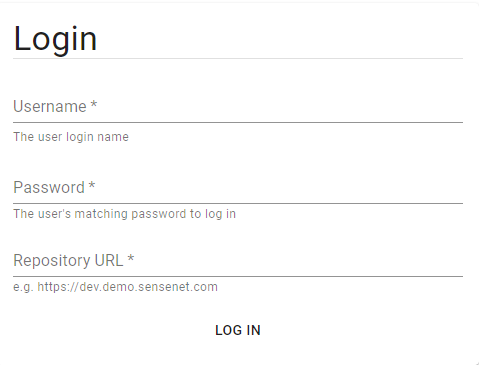 Login
Username *
The user login name
Password *
The user's matching password to log in
Repository URL *
e.g. https://dev.demo.sensenet.com
LOG IN